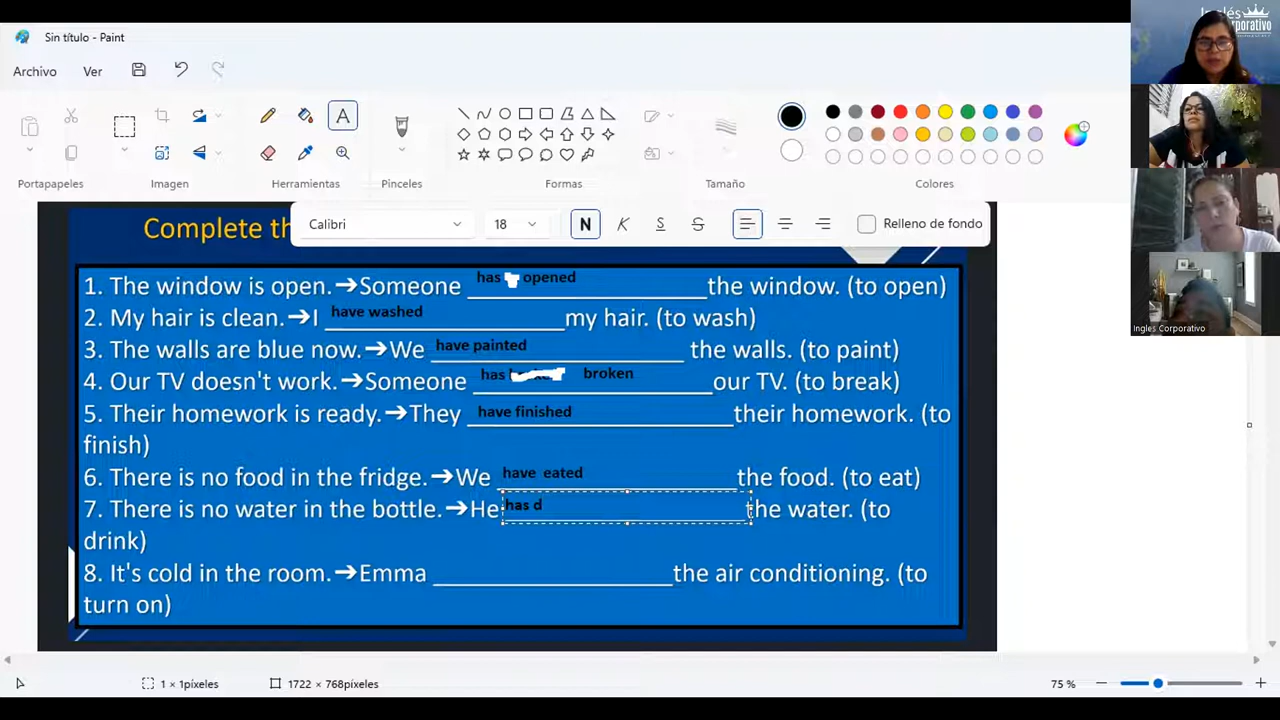 Sin título - Paint
Archivo Ver
Portapapeles Imagen Herramientas Pinceles Formas Tamaño Colores
Calibri 18 N K S S Relleno de fondo
Complete th
1. The window is open.➔Someone has opened the window. (to open)
2. My hair is clean.➔I have washed my hair. (to wash)
3. The walls are blue now.➔We have painted the walls. (to paint)
4. Our TV doesn't work.➔Someone has broken our TV. (to break)
5. Their homework is ready.➔They have finished their homework. (to
finish)
6. There is no food in the fridge.➔We have eated the food. (to eat)
7. There is no water in the bottle.➔He has d the water. (to
drink)
8. It's cold in the room.➔Emma ____________________ the air conditioning. (to
turn on)
1 × 1píxeles 1722 × 768píxeles 75 %
Inglés
orporativo
Ingles Corporativo